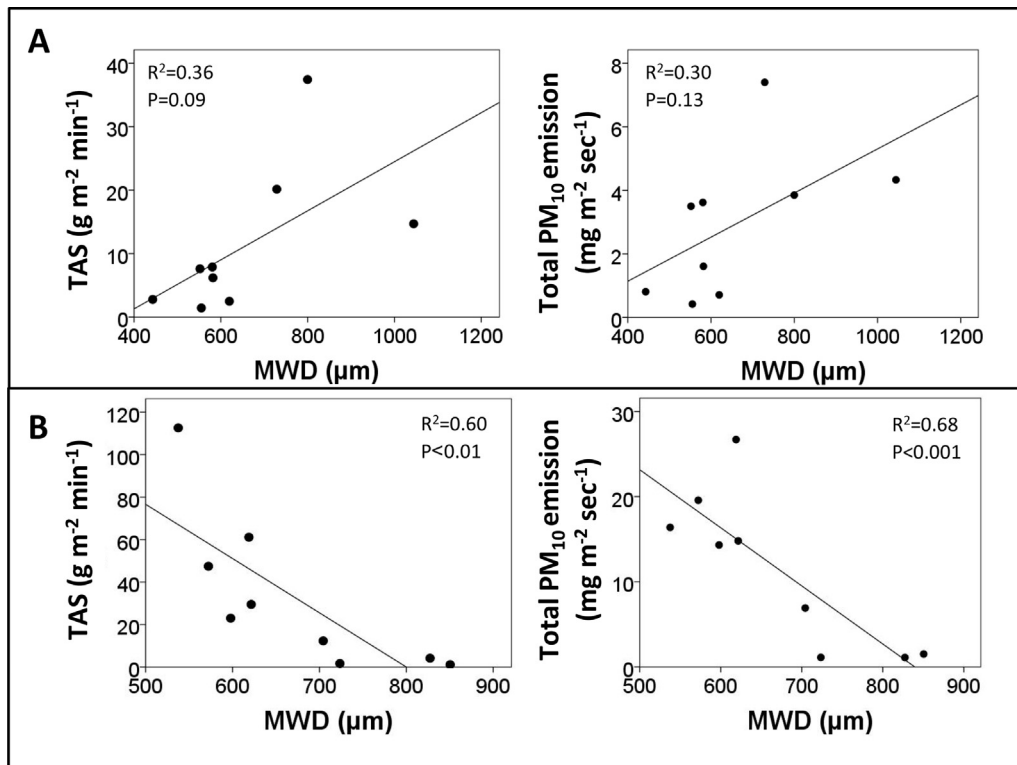 A
R²=0.36
P=0.09
TAS (g m⁻² min⁻¹)
40
30
20
10
0
400 600 800 1000 1200
MWD (µm)
R²=0.30
P=0.13
Total PM₁₀ emission
(mg m⁻² sec⁻¹)
8
6
4
2
0
400 600 800 1000 1200
MWD (µm)
B
R²=0.60
P<0.01
TAS (g m⁻² min⁻¹)
120
100
80
60
40
20
0
500 600 700 800 900
MWD (µm)
R²=0.68
P<0.001
Total PM₁₀ emission
(mg m⁻² sec⁻¹)
30
20
10
0
500 600 700 800 900
MWD (µm)